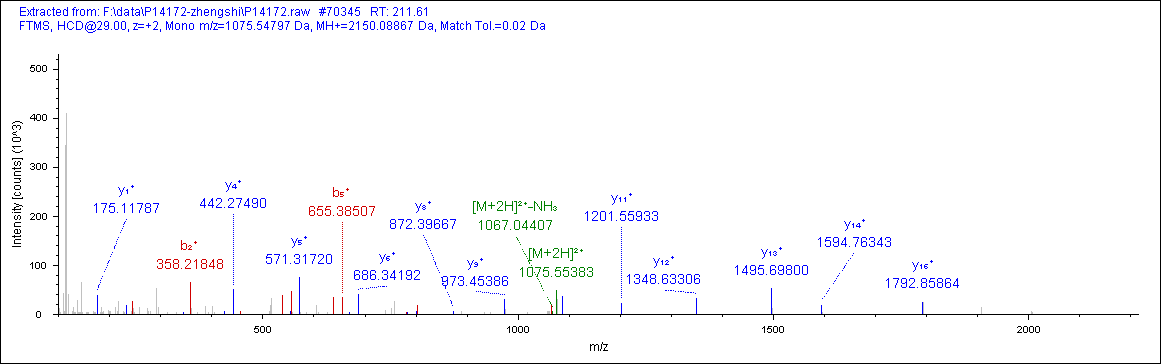 Extracted from: F:\data\P14172-zhengshi\P14172.raw #70345 RT: 211.61
FTMS, HCD@29.00, z=+2, Mono m/z=1075.54797 Da, MH+=2150.08867 Da, Match Tol.=0.02 Da
Intensity [counts] (10^3)
500
400
300
200
100
0
y₁⁺
175.11787
b₂⁺
358.21848
y₄⁺
442.27490
y₅⁺
571.31720
b₅⁺
655.38507
y₆⁺
686.34192
y₈⁺
872.39667
y₉⁺
973.45386
[M+2H]²⁺-NH₃
1067.04407
[M+2H]²⁺
1075.55383
y₁₁⁺
1201.55933
y₁₂⁺
1348.63306
y₁₃⁺
1495.69800
y₁₄⁺
1594.76343
y₁₆⁺
1792.85864
500
1000
1500
2000
m/z